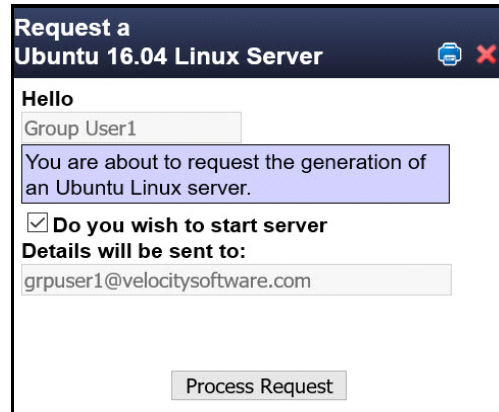 Request a
Ubuntu 16.04 Linux Server
Hello
Group User1
You are about to request the generation of
an Ubuntu Linux server.
Do you wish to start server
Details will be sent to:
grpuser1@velocitysoftware.com
Process Request